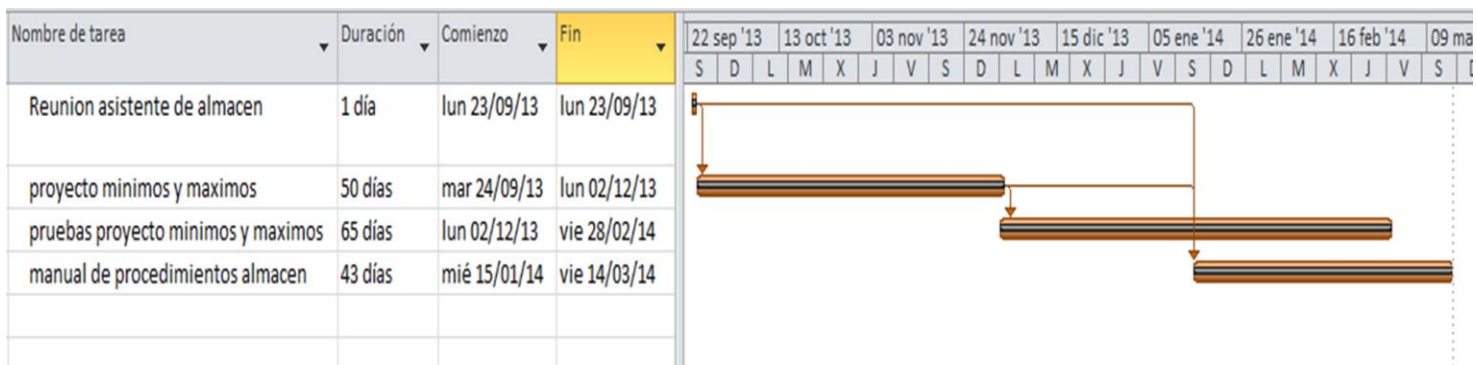 Nombre de tarea Duración Comienzo Fin 22 sep '13 13 oct '13 03 nov '13 24 nov '13 15 dic '13 05 ene '14 26 ene '14 16 feb '14 09 ma
S D L M X J V S D L M X J V S D L M X J V S
Reunion asistente de almacen 1 día lun 23/09/13 lun 23/09/13
proyecto minimos y maximos 50 días mar 24/09/13 lun 02/12/13
pruebas proyecto minimos y maximos 65 días lun 02/12/13 vie 28/02/14
manual de procedimientos almacen 43 días mié 15/01/14 vie 14/03/14